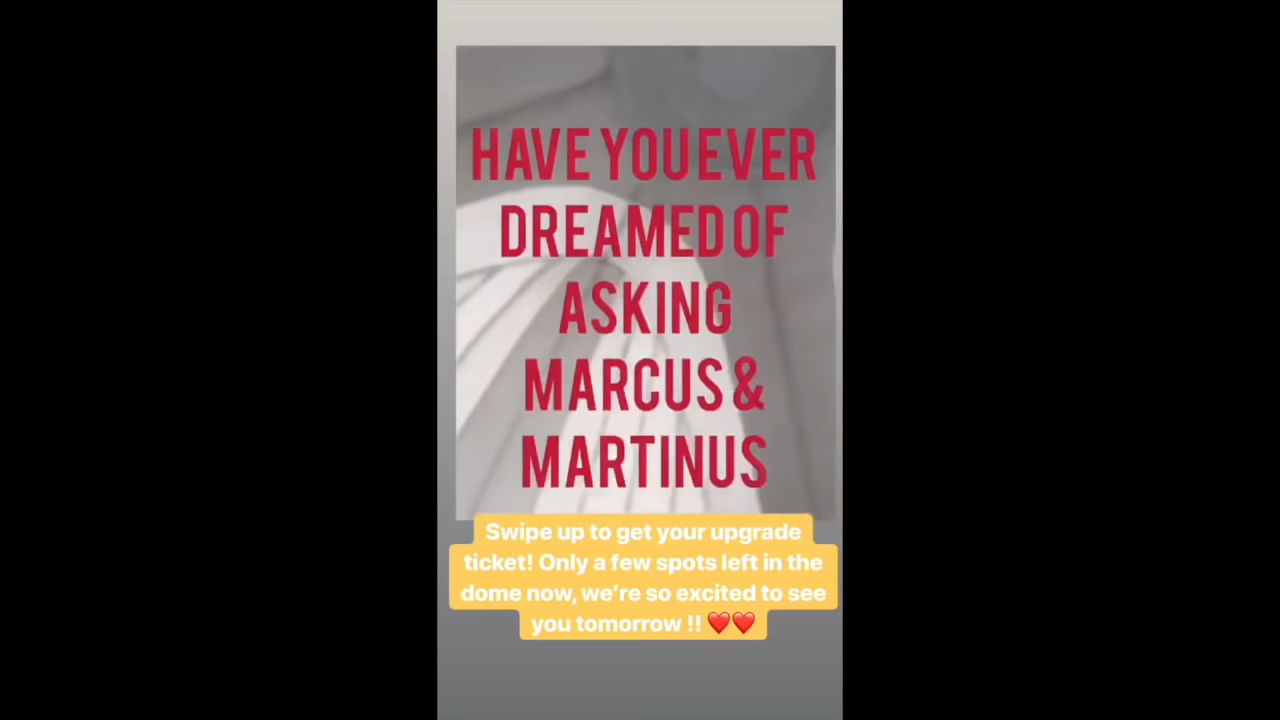 HAVE YOU EVER
DREAMED OF
ASKING
MARCUS &
MARTINUS
Swipe up to get your upgrade
ticket! Only a few spots left in the
dome now, we’re so excited to see
you tomorrow !! ❤️❤️